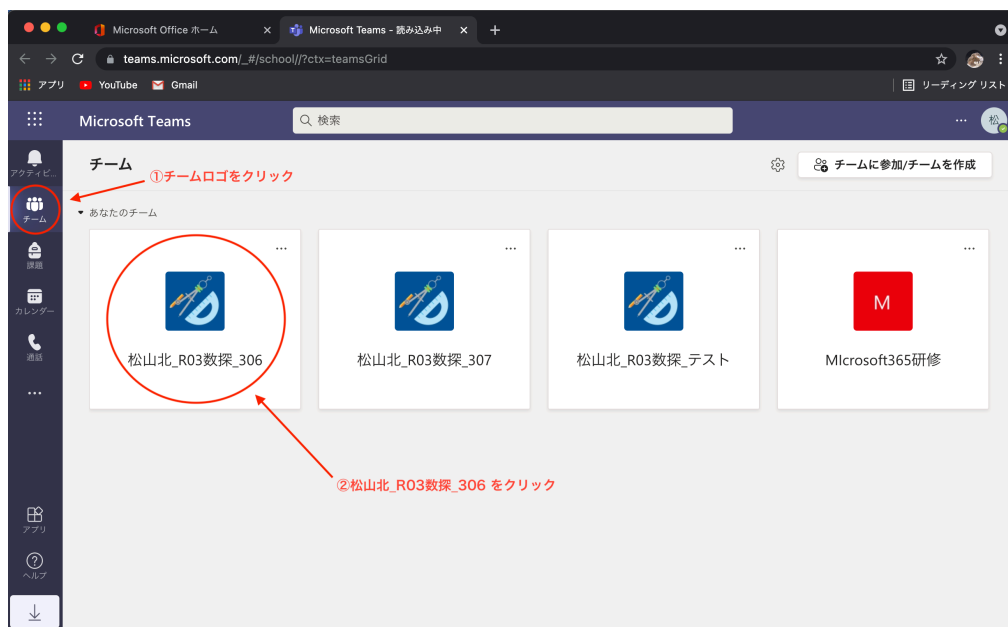 Microsoft Office ホーム
Microsoft Teams - 読み込み中
teams.microsoft.com/_#/school//?ctx=teamsGrid
アプリ
YouTube
Gmail
リーディング リスト
Microsoft Teams
検索
松
アクティビ...
チーム
①チームロゴをクリック
チームに参加/チームを作成
チーム
あなたのチーム
課題
カレンダー
通話
松山北_R03数探_306
松山北_R03数探_307
松山北_R03数探_テスト
M
MIcrosoft365研修
②松山北_R03数探_306 をクリック
アプリ
ヘルプ